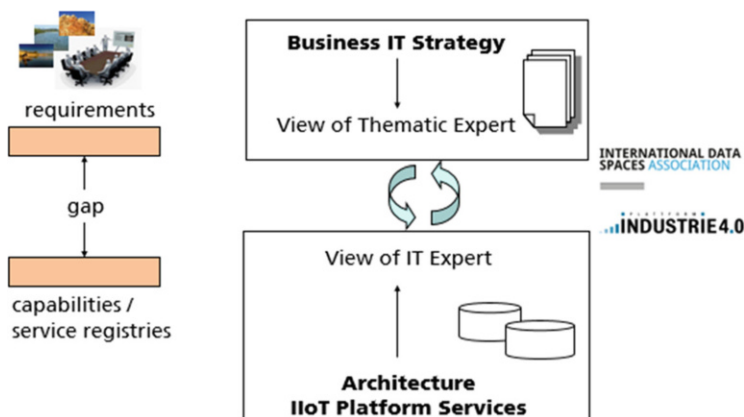 requirements
gap
capabilities /
service registries
Business IT Strategy
View of Thematic Expert
View of IT Expert
Architecture
IIoT Platform Services
INTERNATIONAL DATA
SPACES ASSOCIATION
PLATTFORM
INDUSTRIE4.0